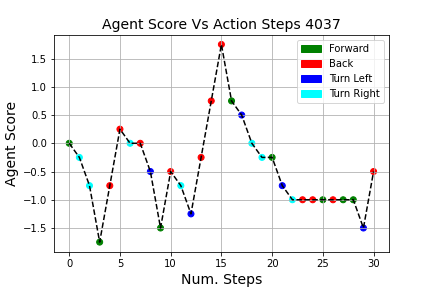 Agent Score Vs Action Steps 4037
Forward
Back
Turn Left
Turn Right
1.5
1.0
0.5
0.0
−0.5
−1.0
−1.5
Agent Score
0 5 10 15 20 25 30
Num. Steps